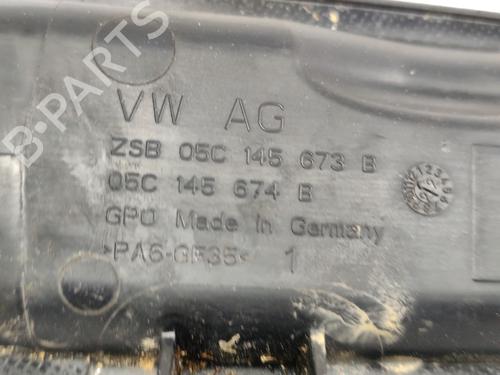 B-PARTS
VW AG
ZSB 05C 145 673 B
05C 145 674 B
GPO Made in Germany
>PA6-GF35< 1